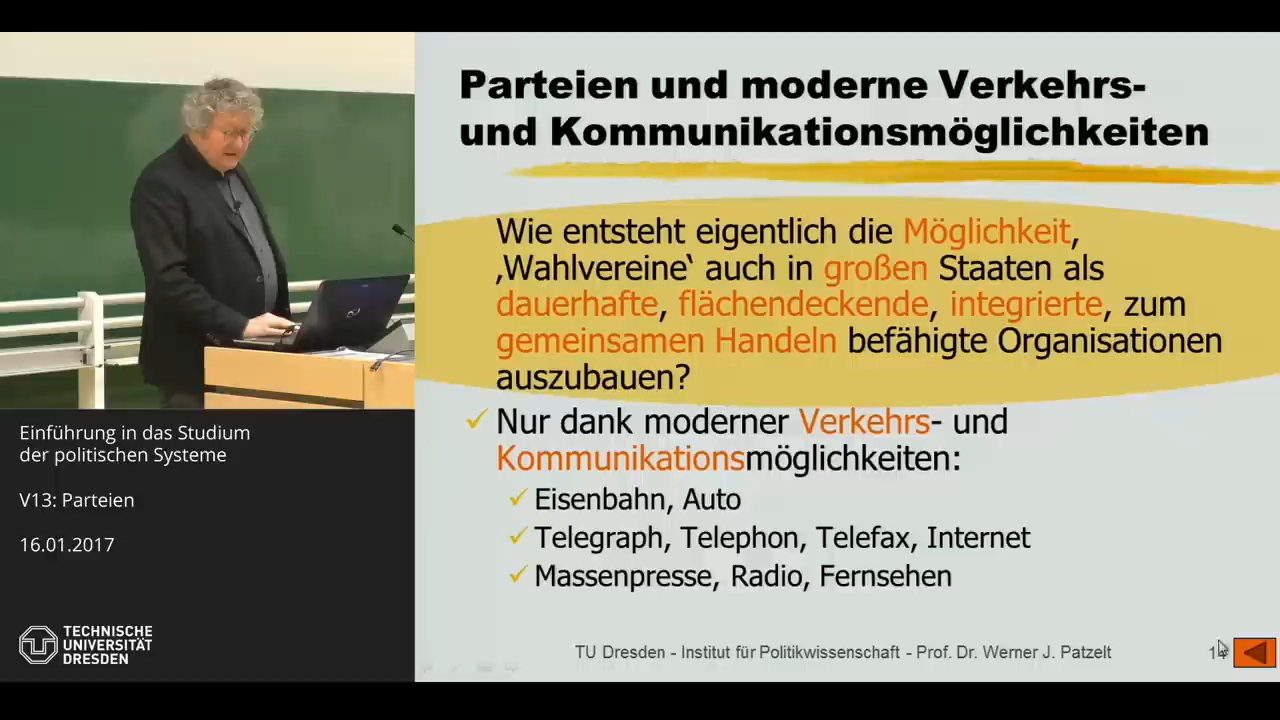 Parteien und moderne Verkehrs-
und Kommunikationsmöglichkeiten
Wie entsteht eigentlich die Möglichkeit,
‚Wahlvereine‘ auch in großen Staaten als
dauerhafte, flächendeckende, integrierte, zum
gemeinsamen Handeln befähigte Organisationen
auszubauen?
Nur dank moderner Verkehrs- und
Kommunikationsmöglichkeiten:
Eisenbahn, Auto
Telegraph, Telephon, Telefax, Internet
Massenpresse, Radio, Fernsehen
TU Dresden - Institut für Politikwissenschaft - Prof. Dr. Werner J. Patzelt
Einführung in das Studium
der politischen Systeme
V13: Parteien
16.01.2017
TECHNISCHE
UNIVERSITÄT
DRESDEN